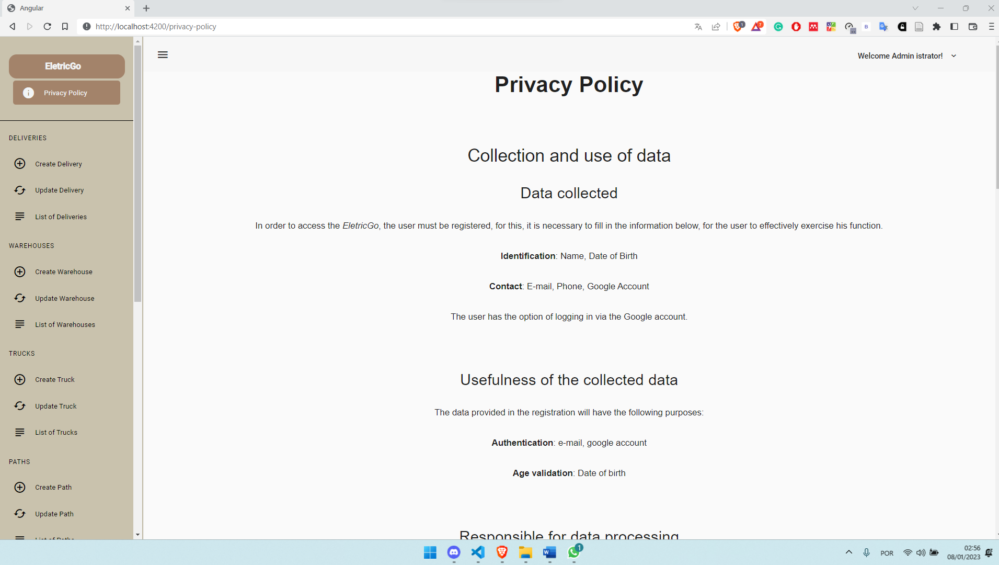 Angular
http://localhost:4200/privacy-policy
1
7
B
EletricGo
Privacy Policy
DELIVERIES
Create Delivery
Update Delivery
List of Deliveries
WAREHOUSES
Create Warehouse
Update Warehouse
List of Warehouses
TRUCKS
Create Truck
Update Truck
List of Trucks
PATHS
Create Path
Update Path
List of Paths
Welcome Admin istrator!
Privacy Policy
Collection and use of data
Data collected
In order to access the EletricGo, the user must be registered, for this, it is necessary to fill in the information below, for the user to effectively exercise his function.
Identification: Name, Date of Birth
Contact: E-mail, Phone, Google Account
The user has the option of logging in via the Google account.
Usefulness of the collected data
The data provided in the registration will have the following purposes:
Authentication: e-mail, google account
Age validation: Date of birth
Responsible for data processing
1
POR
02:56
08/01/2023